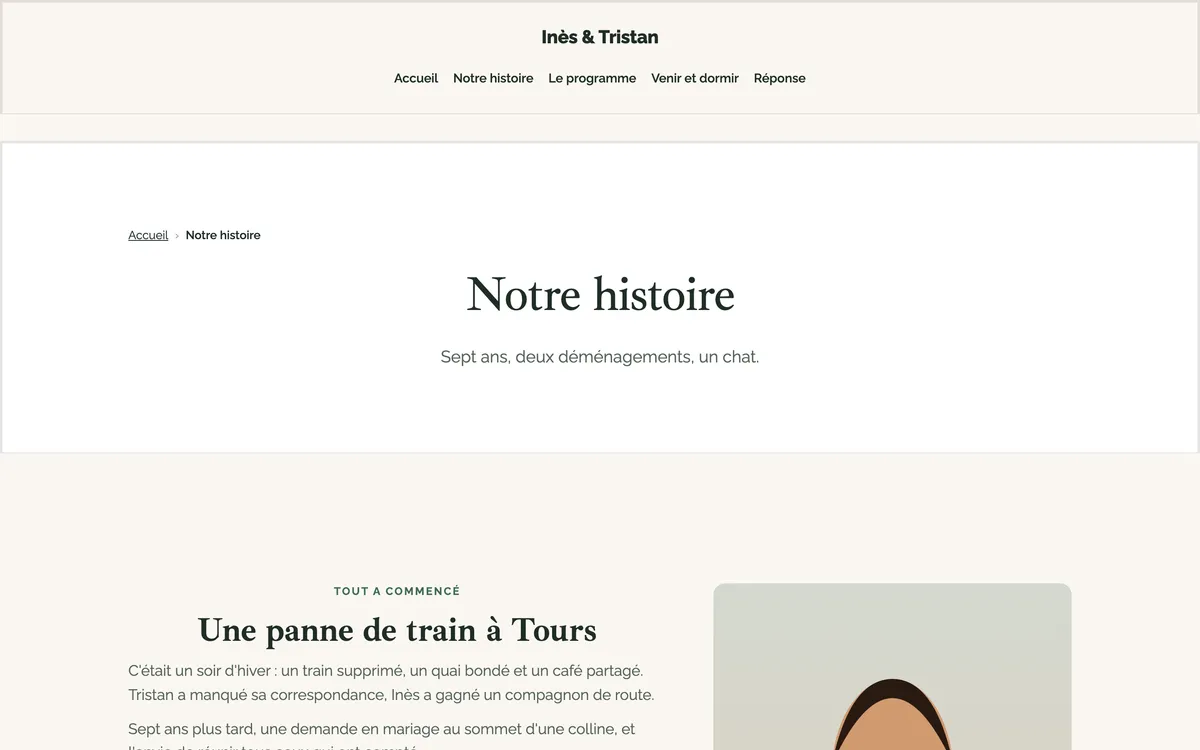 Inès & Tristan
Accueil Notre histoire Le programme Venir et dormir Réponse
Accueil › Notre histoire
Notre histoire
Sept ans, deux déménagements, un chat.
TOUT A COMMENCÉ
Une panne de train à Tours
C'était un soir d'hiver : un train supprimé, un quai bondé et un café partagé.
Tristan a manqué sa correspondance, Inès a gagné un compagnon de route.
Sept ans plus tard, une demande en mariage au sommet d'une colline, et